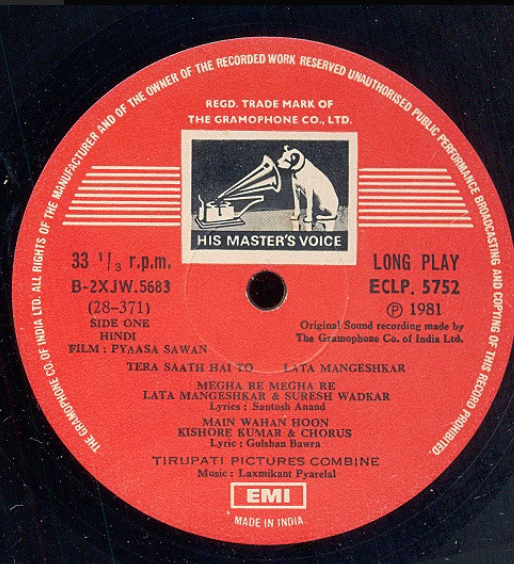 THE GRAMOPHONE CO OF INDIA LTD. ALL RIGHTS OF THE MANUFACTURER AND OF THE OWNER OF THE RECORDED WORK RESERVED UNAUTHORISED PUBLIC PERFORMANCE BROADCASTING AND COPYING OF THIS RECORD PROHIBITED.
REGD. TRADE MARK OF
THE GRAMOPHONE CO., LTD.
HIS MASTER'S VOICE
33 1/3 r.p.m.
B-2XJW.5683
(28-371)
SIDE ONE
HINDI
FILM : PYAASA SAWAN
LONG PLAY
ECLP. 5752
℗ 1981
Original Sound recording made by
The Gramophone Co. of India Ltd.
TERA SAATH HAI TO LATA MANGESHKAR
MEGHA RE MEGHA RE
LATA MANGESHKAR & SURESH WADKAR
Lyrics : Santosh Anand
MAIN WAHAN HOON
KISHORE KUMAR & CHORUS
Lyric : Golshan Bawra
TIRUPATI PICTURES COMBINE
Music : Laxmikant Pyarelal
EMI
MADE IN INDIA